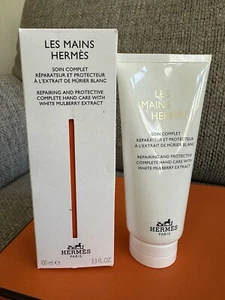 LES MAINS
HERMÈS
SOIN COMPLET
RÉPARATEUR ET PROTECTEUR
À L'EXTRAIT DE MÛRIER BLANC
REPAIRING AND PROTECTIVE
COMPLETE HAND CARE WITH
WHITE MULBERRY EXTRACT
HERMÈS
PARIS
100 ml e
3.3 FL.OZ.
LES
MAINS
HERMÈS
SOIN COMPLET
RÉPARATEUR ET PROTECTEUR
À L'EXTRAIT DE MÛRIER BLANC
REPAIRING AND PROTECTIVE
COMPLETE HAND CARE WITH
WHITE MULBERRY EXTRACT
HERMÈS
PARIS